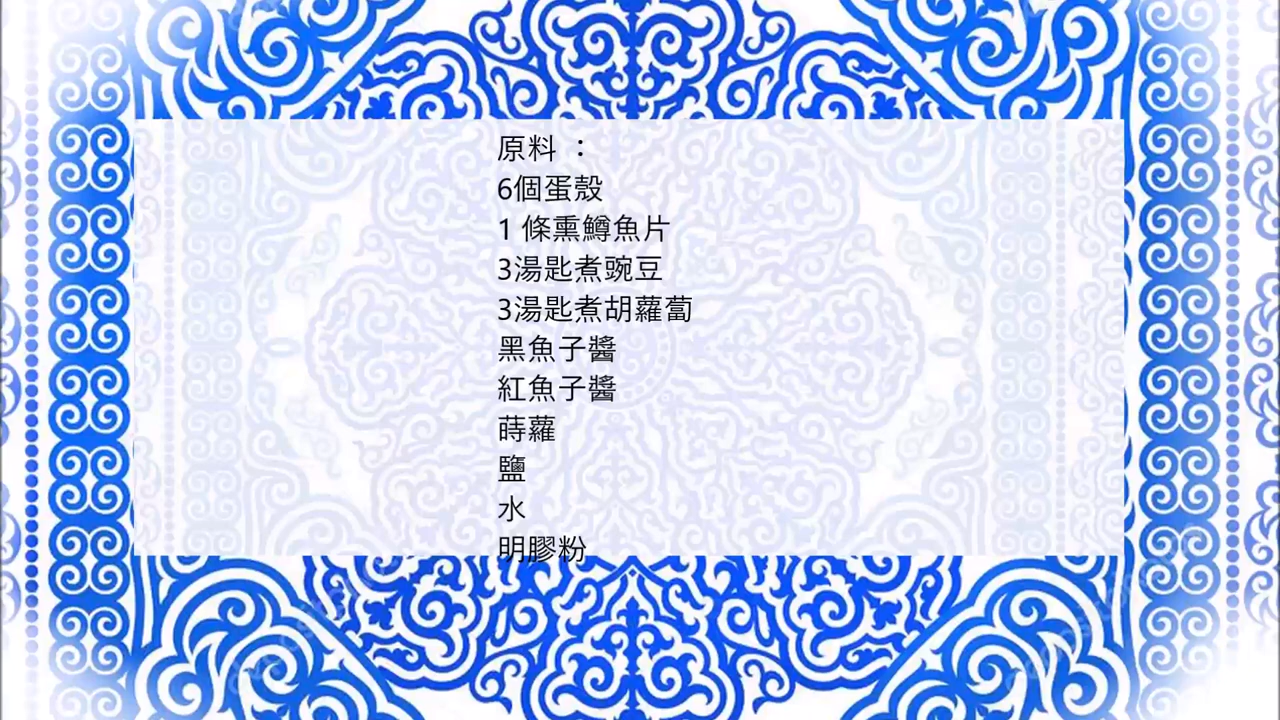 原料 ：
6個蛋殼
1 條熏鱒魚片
3湯匙煮豌豆
3湯匙煮胡蘿蔔
黑魚子醬
紅魚子醬
蒔蘿
鹽
水
明膠粉